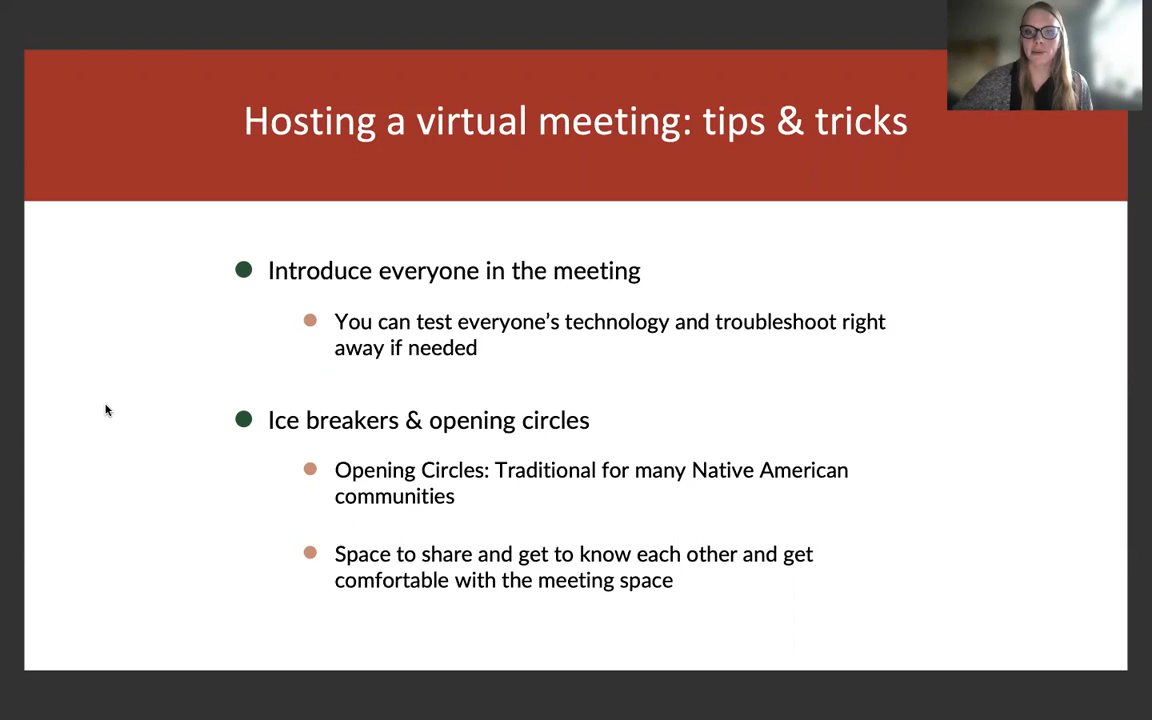 Hosting a virtual meeting: tips & tricks
Introduce everyone in the meeting
You can test everyone’s technology and troubleshoot right
away if needed
Ice breakers & opening circles
Opening Circles: Traditional for many Native American
communities
Space to share and get to know each other and get
comfortable with the meeting space